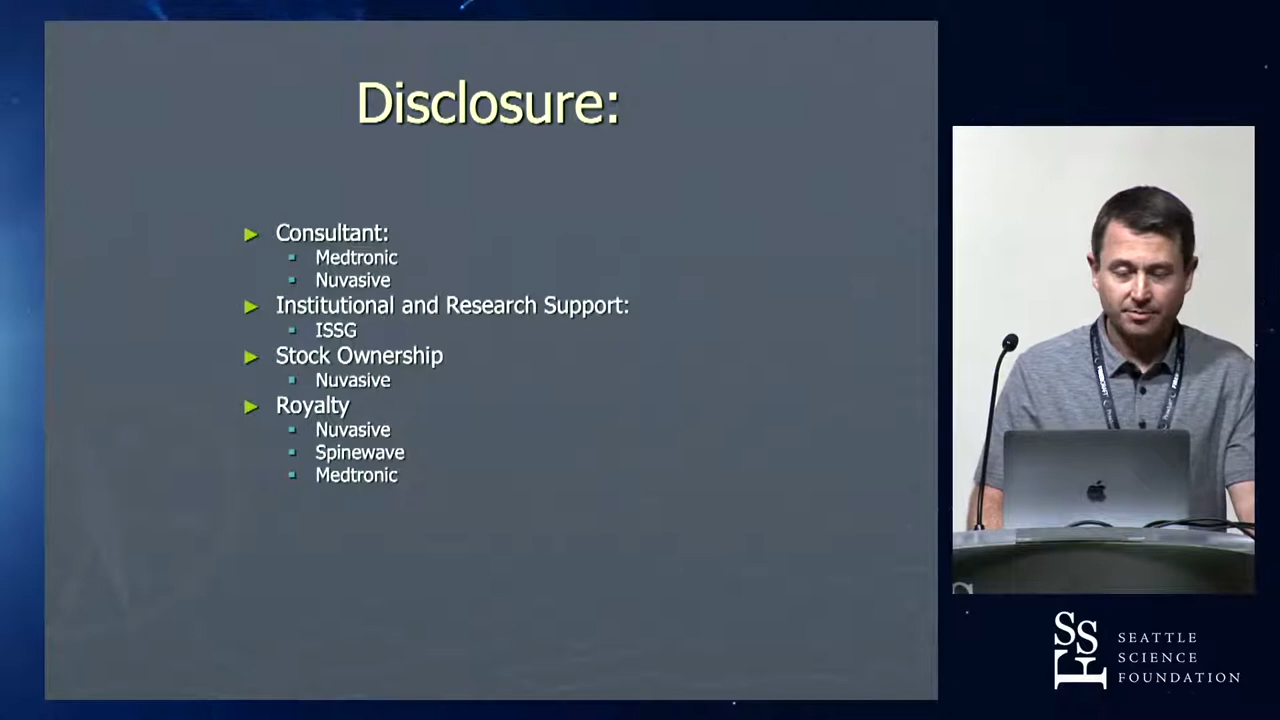 Disclosure:
Consultant:
Medtronic
Nuvasive
Institutional and Research Support:
ISSG
Stock Ownership
Nuvasive
Royalty
Nuvasive
Spinewave
Medtronic
SSF
SEATTLE
SCIENCE
FOUNDATION